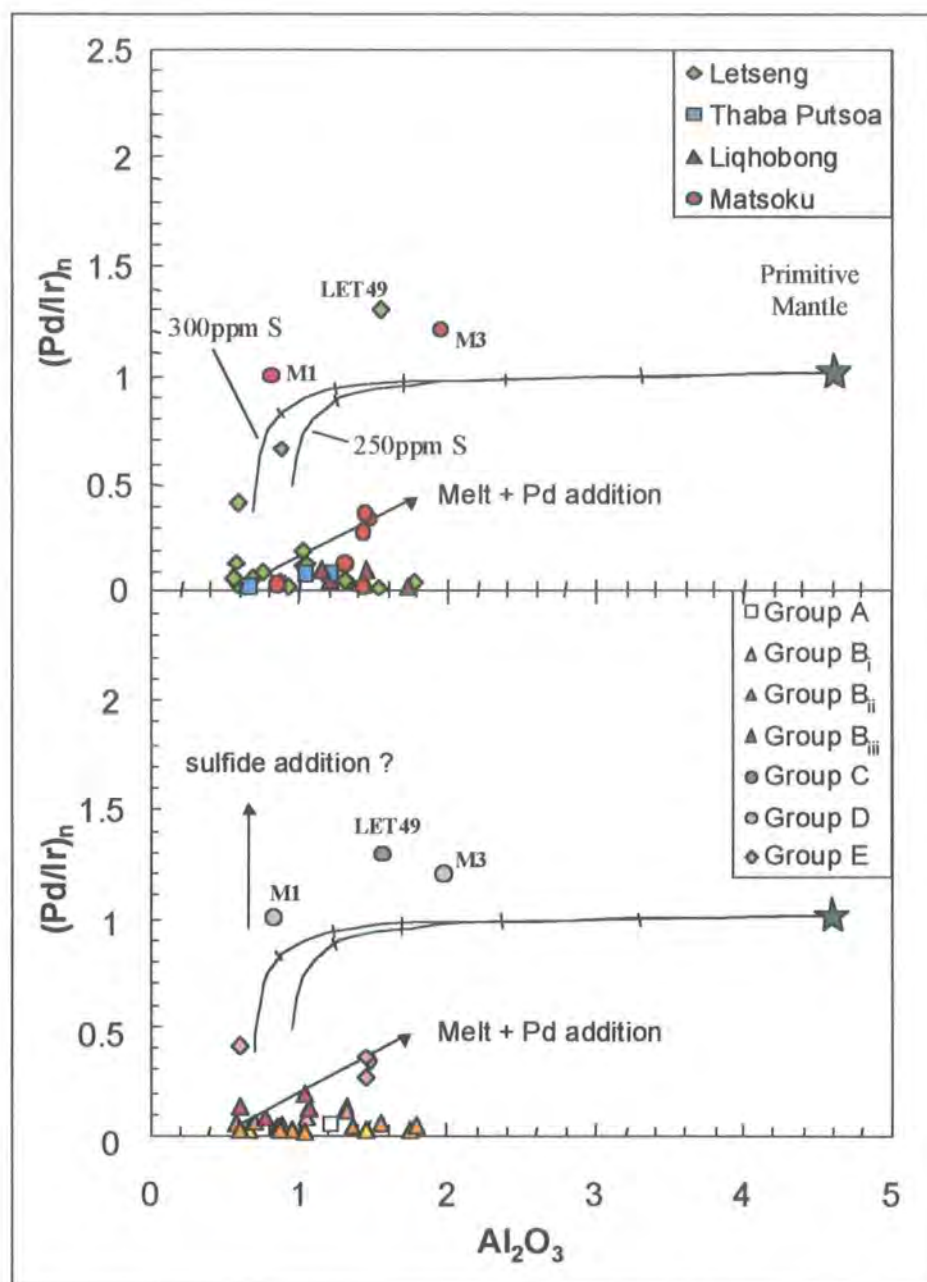 2.5
2
1.5
1
0.5
0
(Pd/Ir)n
Letseng
Thaba Putsoa
Liqhobong
Matsoku
Primitive
Mantle
LET49
M3
300ppm S
M1
250ppm S
Melt + Pd addition
2
1.5
1
0.5
0
(Pd/Ir)n
Group A
Group Bi
Group Bii
Group Biii
Group C
Group D
Group E
sulfide addition ?
LET49
M3
M1
Melt + Pd addition
0 1 2 3 4 5
Al2O3